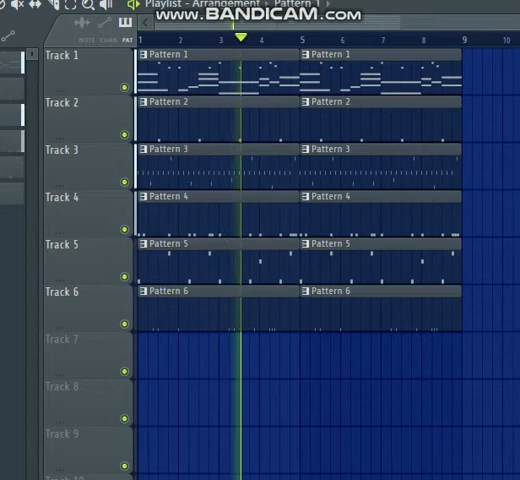 Playlist - Arrangement › Pattern 1 ›
www.BANDICAM.com
NOTE CHAN PAT
1 2 3 4 5 6 7 8 9 10
Track 1 Pattern 1 Pattern 1
Track 2 Pattern 2 Pattern 2
Track 3 Pattern 3 Pattern 3
Track 4 Pattern 4 Pattern 4
Track 5 Pattern 5 Pattern 5
Track 6 Pattern 6 Pattern 6
Track 7
Track 8
Track 9